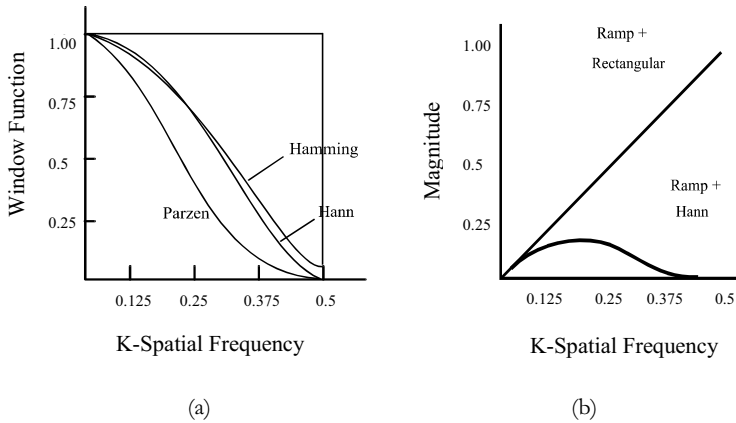 Window Function
1.00
0.75
0.5
0.25
Hamming
Parzen
Hann
0.125
0.25
0.375
0.5
K-Spatial Frequency
(a)
Magnitude
1.00
0.75
0.5
0.25
Ramp +
Rectangular
Ramp +
Hann
0.125
0.25
0.375
0.5
K-Spatial Frequency
(b)